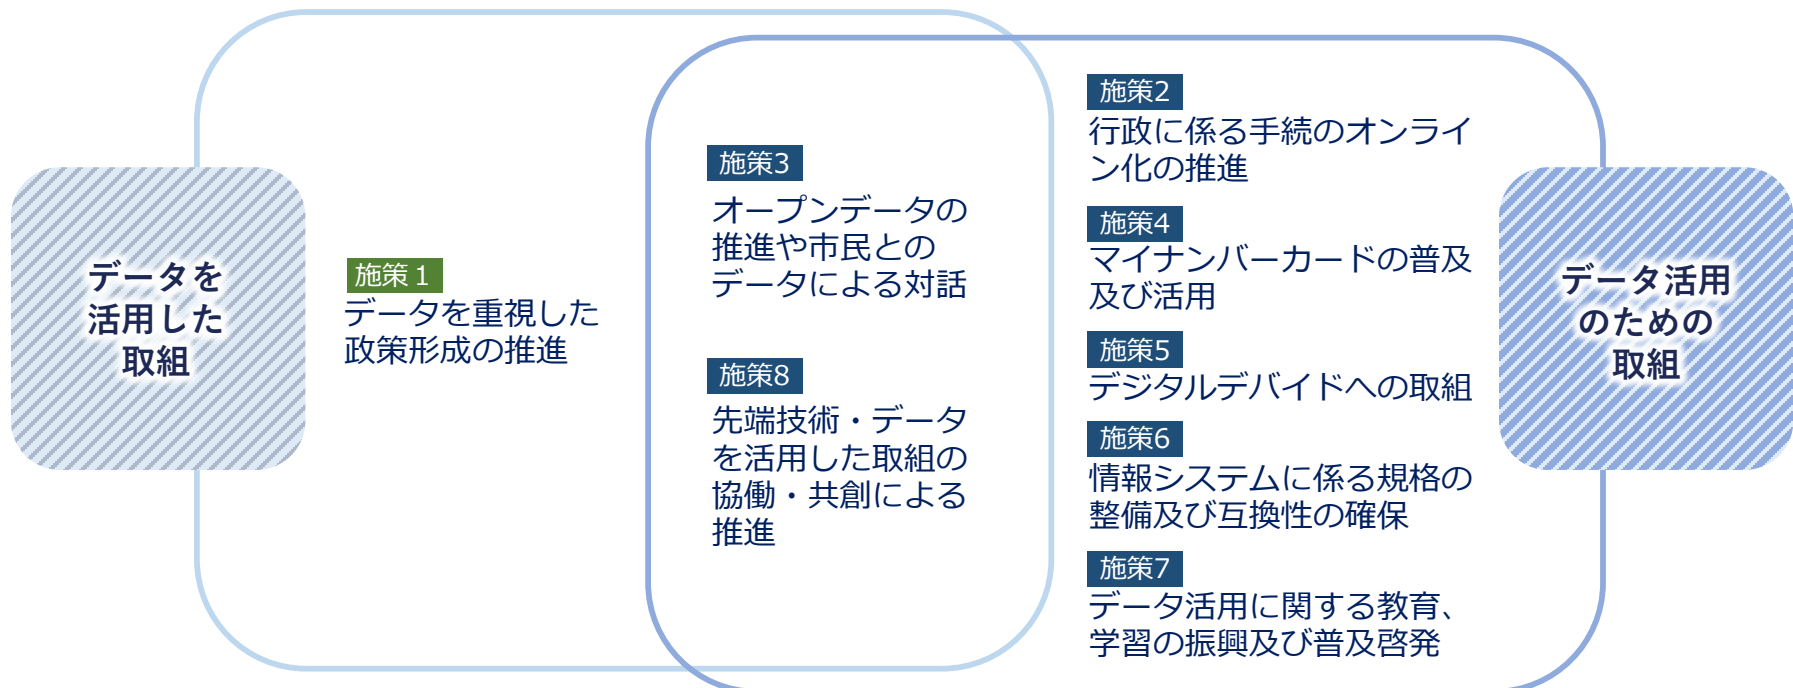 データを
活用した
取組
施策１
データを重視した
政策形成の推進
施策3
オープンデータの
推進や市民との
データによる対話
施策8
先端技術・データ
を活用した取組の
協働・共創による
推進
施策2
行政に係る手続のオンライ
ン化の推進
施策4
マイナンバーカードの普及
及び活用
施策5
デジタルデバイドへの取組
施策6
情報システムに係る規格の
整備及び互換性の確保
施策7
データ活用に関する教育、
学習の振興及び普及啓発
データ活用
のための
取組